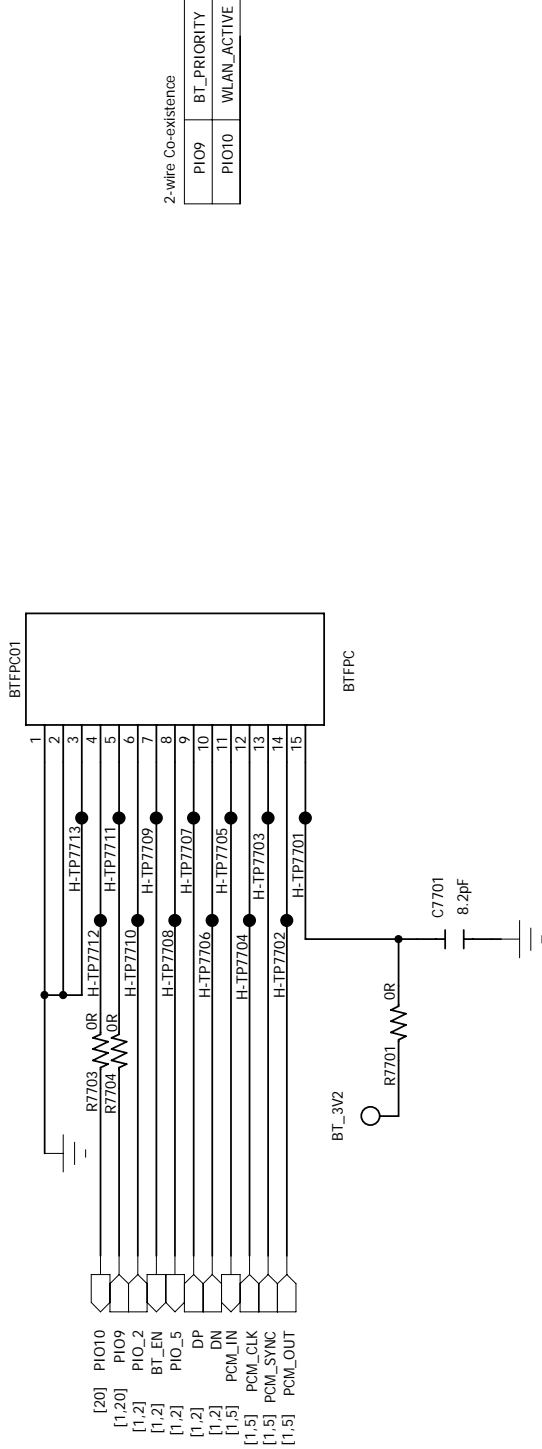 2-wire Co-existence
PIO9 BT_PRIORITY
PIO10 WLAN_ACTIVE
BTFPC01
BTFPC
1
2
3
4
5
6
7
8
9
10
11
12
13
14
15
H-TP7713
H-TP7712
H-TP7711
H-TP7710
H-TP7709
H-TP7708
H-TP7707
H-TP7706
H-TP7705
H-TP7704
H-TP7703
H-TP7702
H-TP7701
R7703 0R
R7704 0R
[20] PIO10
[1,20] PIO9
[1,2] PIO_2
[1,2] BT_EN
[1,2] PIO_5
[1,2] DP
[1,2] DN
[1,5] PCM_IN
[1,5] PCM_CLK
[1,5] PCM_SYNC
[1,5] PCM_OUT
BT_3V2
R7701 0R
C7701
8.2pF